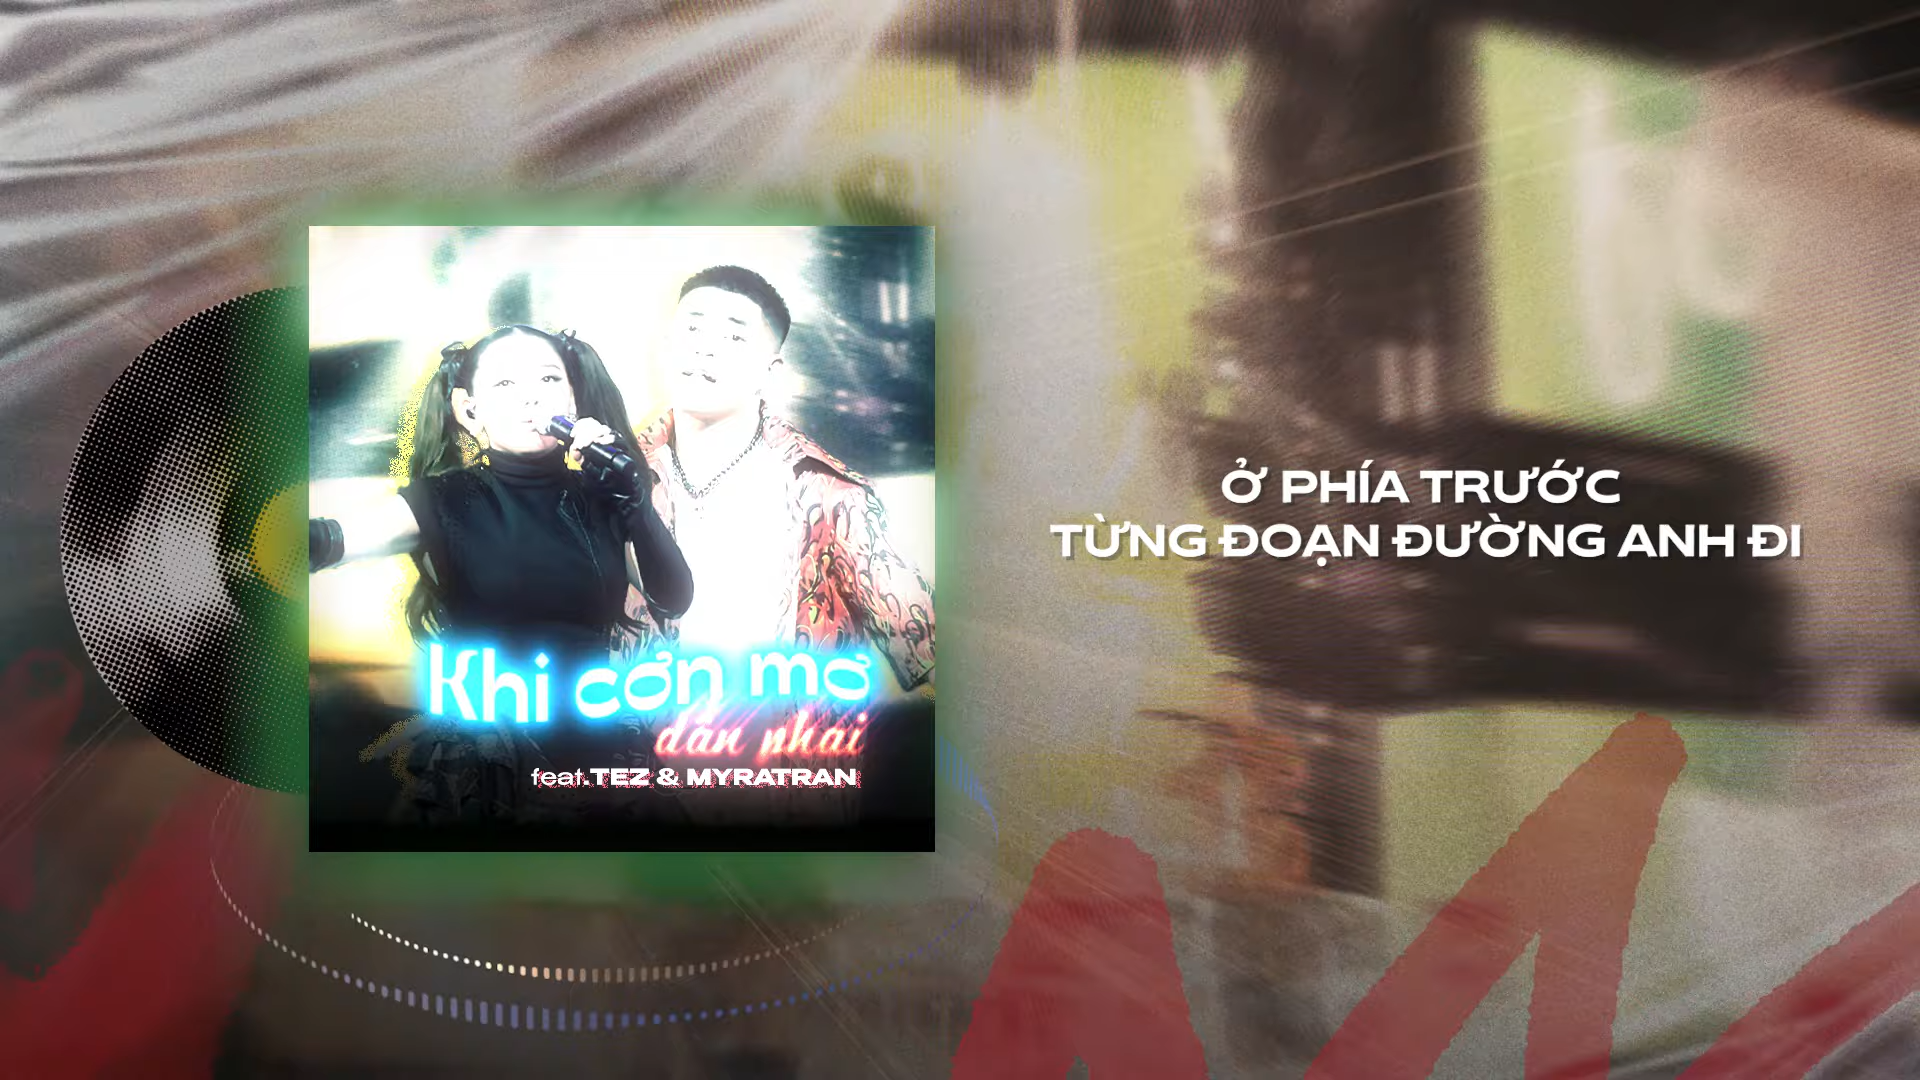 Khi cơn mơ
dần phai
feat.TEZ & MYRATRAN
Ở PHÍA TRƯỚC
TỪNG ĐOẠN ĐƯỜNG ANH ĐI